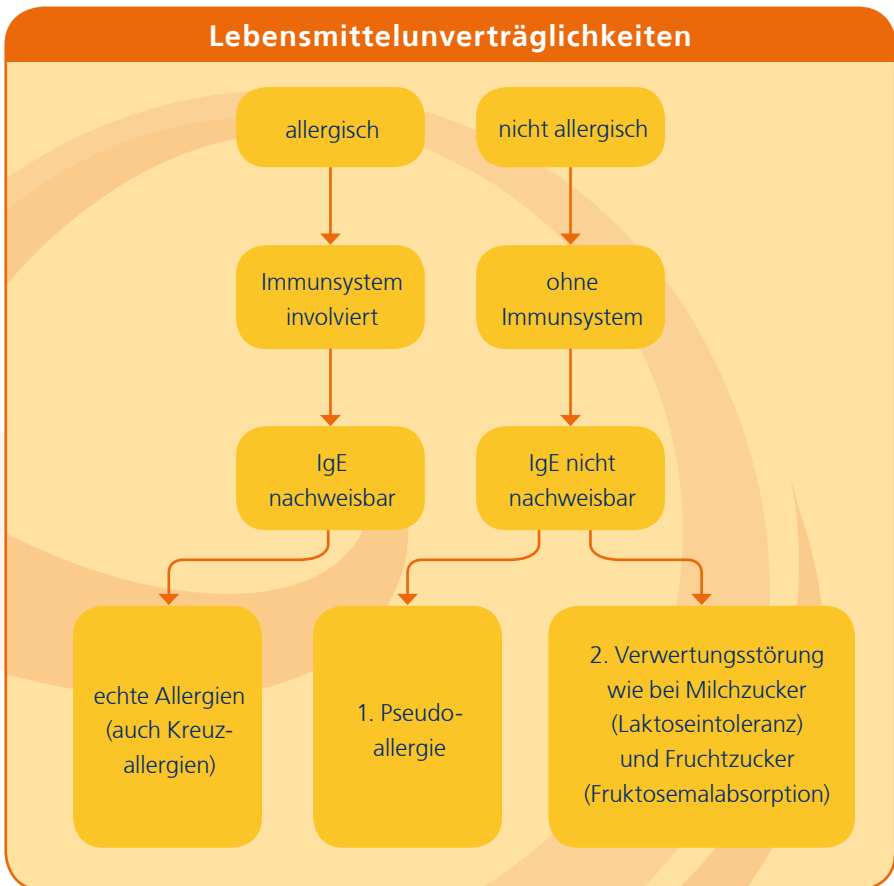 Lebensmittelunverträglichkeiten
allergisch
nicht allergisch
Immunsystem
involviert
ohne
Immunsystem
IgE
nachweisbar
IgE nicht
nachweisbar
echte Allergien
(auch Kreuz-
allergien)
1. Pseudo-
allergie
2. Verwertungsstörung
wie bei Milchzucker
(Laktoseintoleranz)
und Fruchtzucker
(Fruktosemalabsorption)